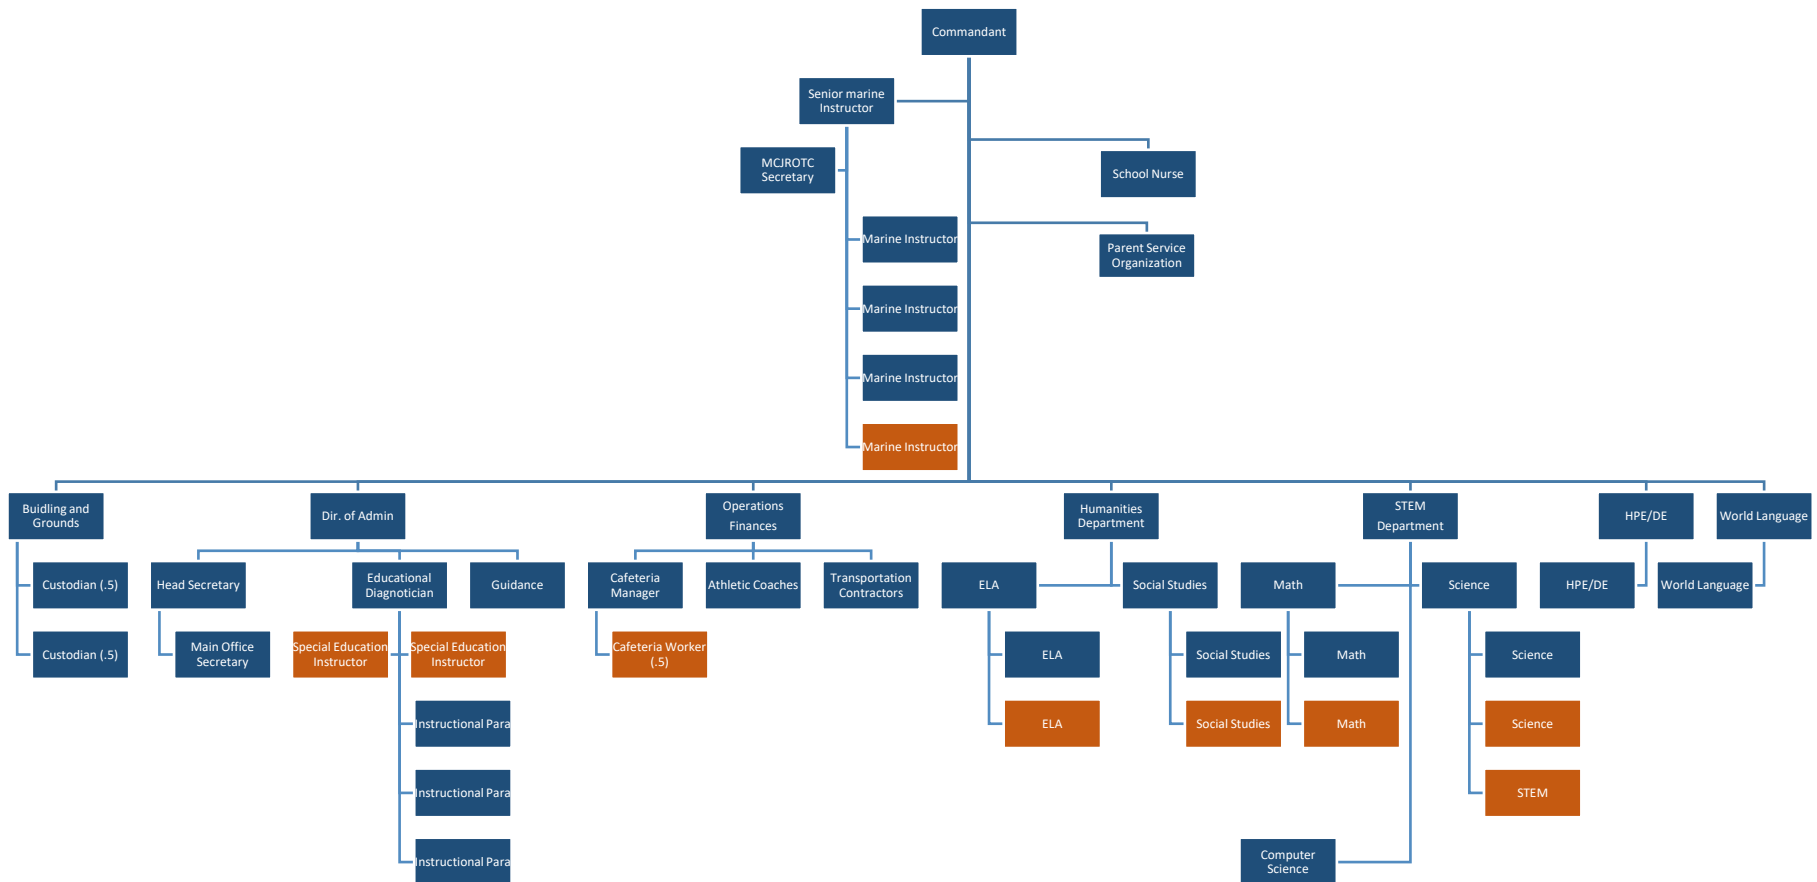 Commandant
Senior marine
Instructor
MCJROTC
Secretary
School Nurse
Marine Instructor
Parent Service
Organization
Marine Instructor
Marine Instructor
Marine Instructor
Buidling and
Grounds
Dir. of Admin
Operations
Finances
Humanities
Department
STEM
Department
HPE/DE
World Language
Custodian (.5)
Head Secretary
Educational
Diagnotician
Guidance
Cafeteria
Manager
Athletic Coaches
Transportation
Contractors
ELA
Social Studies
Math
Science
HPE/DE
World Language
Custodian (.5)
Main Office
Secretary
Special Education
Instructor
Special Education
Instructor
Cafeteria Worker
(.5)
ELA
Social Studies
Math
Science
Instructional Para
ELA
Social Studies
Math
Science
Instructional Para
STEM
Instructional Para
Computer
Science